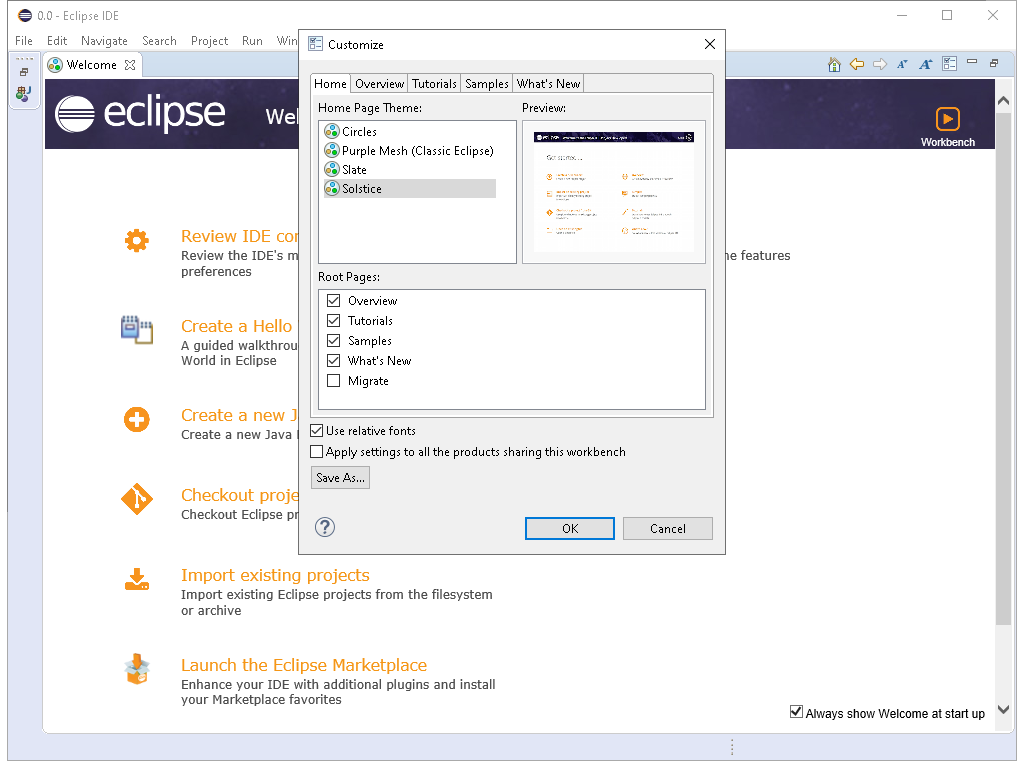 0.0 - Eclipse IDE
File Edit Navigate Search Project Run Win
Welcome
eclipse Wel
Workbench
Customize
Home Overview Tutorials Samples What's New
Home Page Theme: Preview:
Circles
Purple Mesh (Classic Eclipse)
Slate
Solstice
Root Pages:
Overview
Tutorials
Samples
What's New
Migrate
Use relative fonts
Apply settings to all the products sharing this workbench
Save As...
?
OK Cancel
Review IDE con
Review the IDE's m
preferences
he features
Create a Hello
A guided walkthrou
World in Eclipse
Create a new J
Create a new Java
Checkout proje
Checkout Eclipse pr
Import existing projects
Import existing Eclipse projects from the filesystem
or archive
Launch the Eclipse Marketplace
Enhance your IDE with additional plugins and install
your Marketplace favorites
Always show Welcome at start up